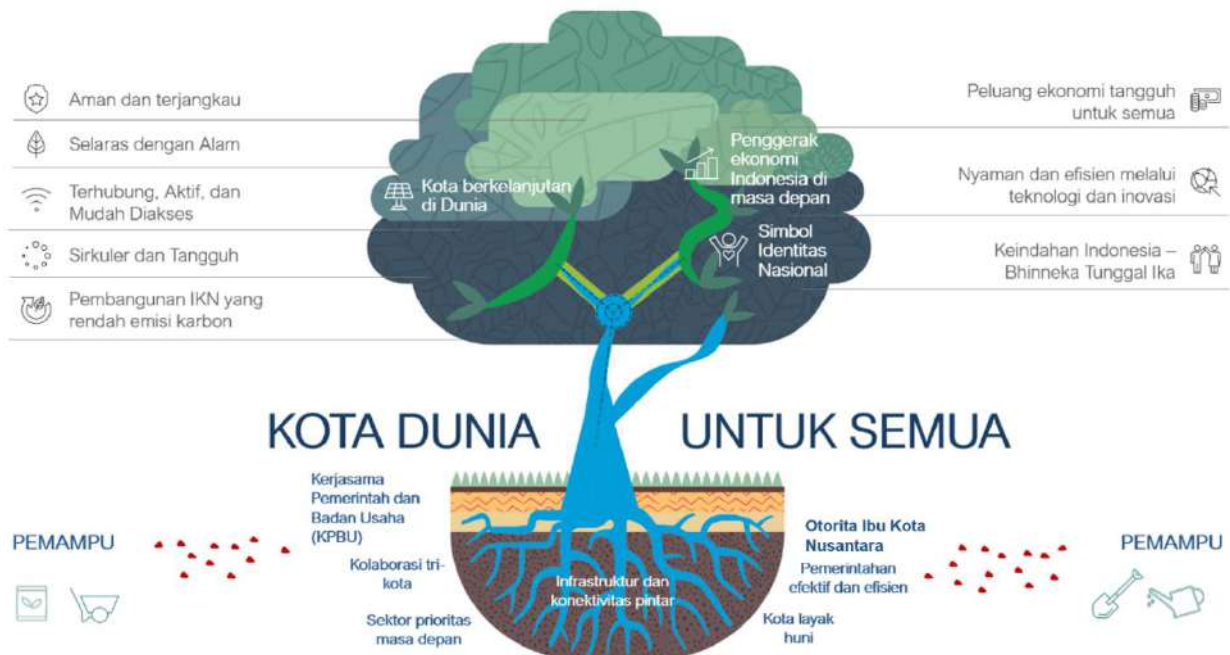 Aman dan terjangkau
Selaras dengan Alam
Terhubung, Aktif, dan
Mudah Diakses
Sirkuler dan Tangguh
Pembangunan IKN yang
rendah emisi karbon
Kota berkelanjutan
di Dunia
Penggerak
ekonomi
Indonesia di
masa depan
Simbol
Identitas
Nasional
Peluang ekonomi tangguh
untuk semua
Nyaman dan efisien melalui
teknologi dan inovasi
Keindahan Indonesia –
Bhinneka Tunggal Ika
KOTA DUNIA UNTUK SEMUA
PEMAMPU
Kerjasama
Pemerintah dan
Badan Usaha
(KPBU)
Kolaborasi tri-
kota
Sektor prioritas
masa depan
Infrastruktur dan
konektivitas pintar
Otorita Ibu Kota
Nusantara
Pemerintahan
efektif dan efisien
Kota layak
huni
PEMAMPU